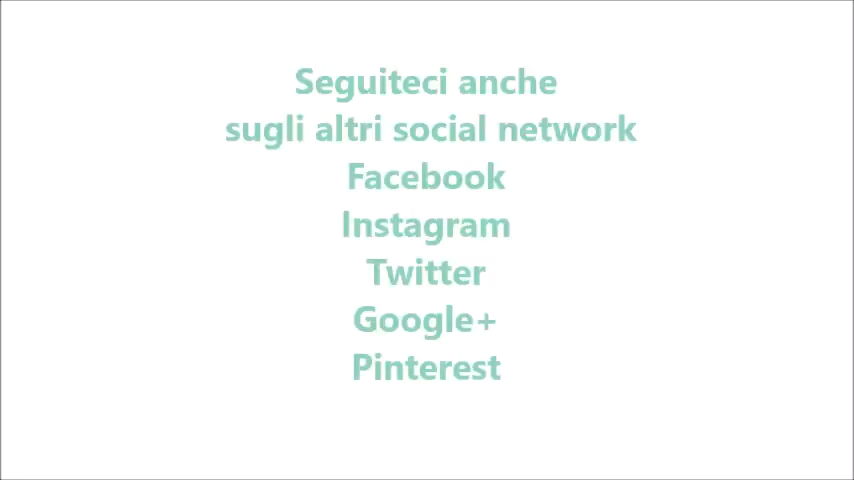 Seguiteci anche
sugli altri social network
Facebook
Instagram
Twitter
Google+
Pinterest